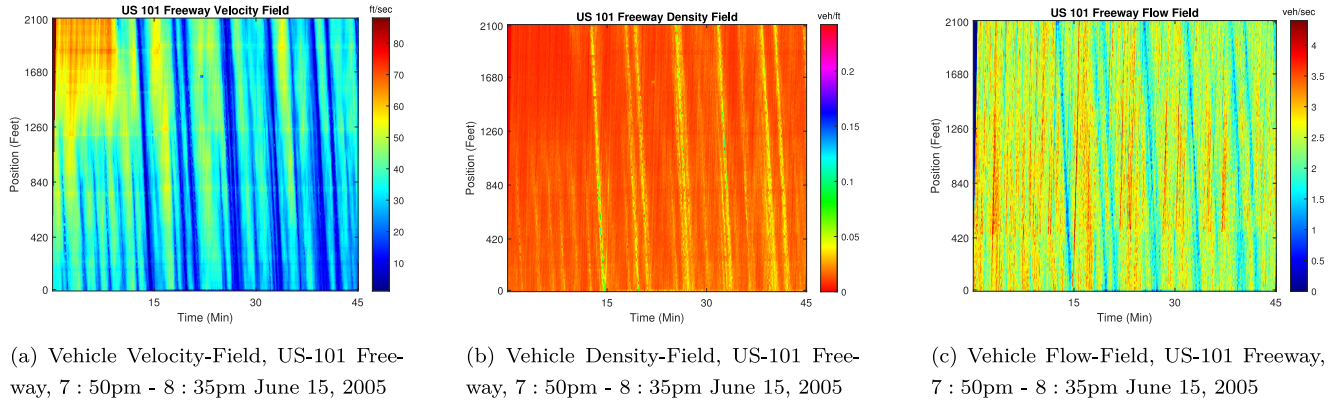 US 101 Freeway Velocity Field
ft/sec
Position (Feet)
2100
1680
1260
840
420
0
15
30
45
Time (Min)
80
70
60
50
40
30
20
10
US 101 Freeway Density Field
veh/ft
Position (Feet)
2100
1680
1260
840
420
0
15
30
45
Time (Min)
0.2
0.15
0.1
0.05
0
US 101 Freeway Flow Field
veh/sec
Position (Feet)
2100
1680
1260
840
420
0
15
30
45
Time (Min)
4
3.5
3
2.5
2
1.5
1
0.5
0
(a) Vehicle Velocity-Field, US-101 Free-
way, 7 : 50pm - 8 : 35pm June 15, 2005
(b) Vehicle Density-Field, US-101 Free-
way, 7 : 50pm - 8 : 35pm June 15, 2005
(c) Vehicle Flow-Field, US-101 Freeway,
7 : 50pm - 8 : 35pm June 15, 2005